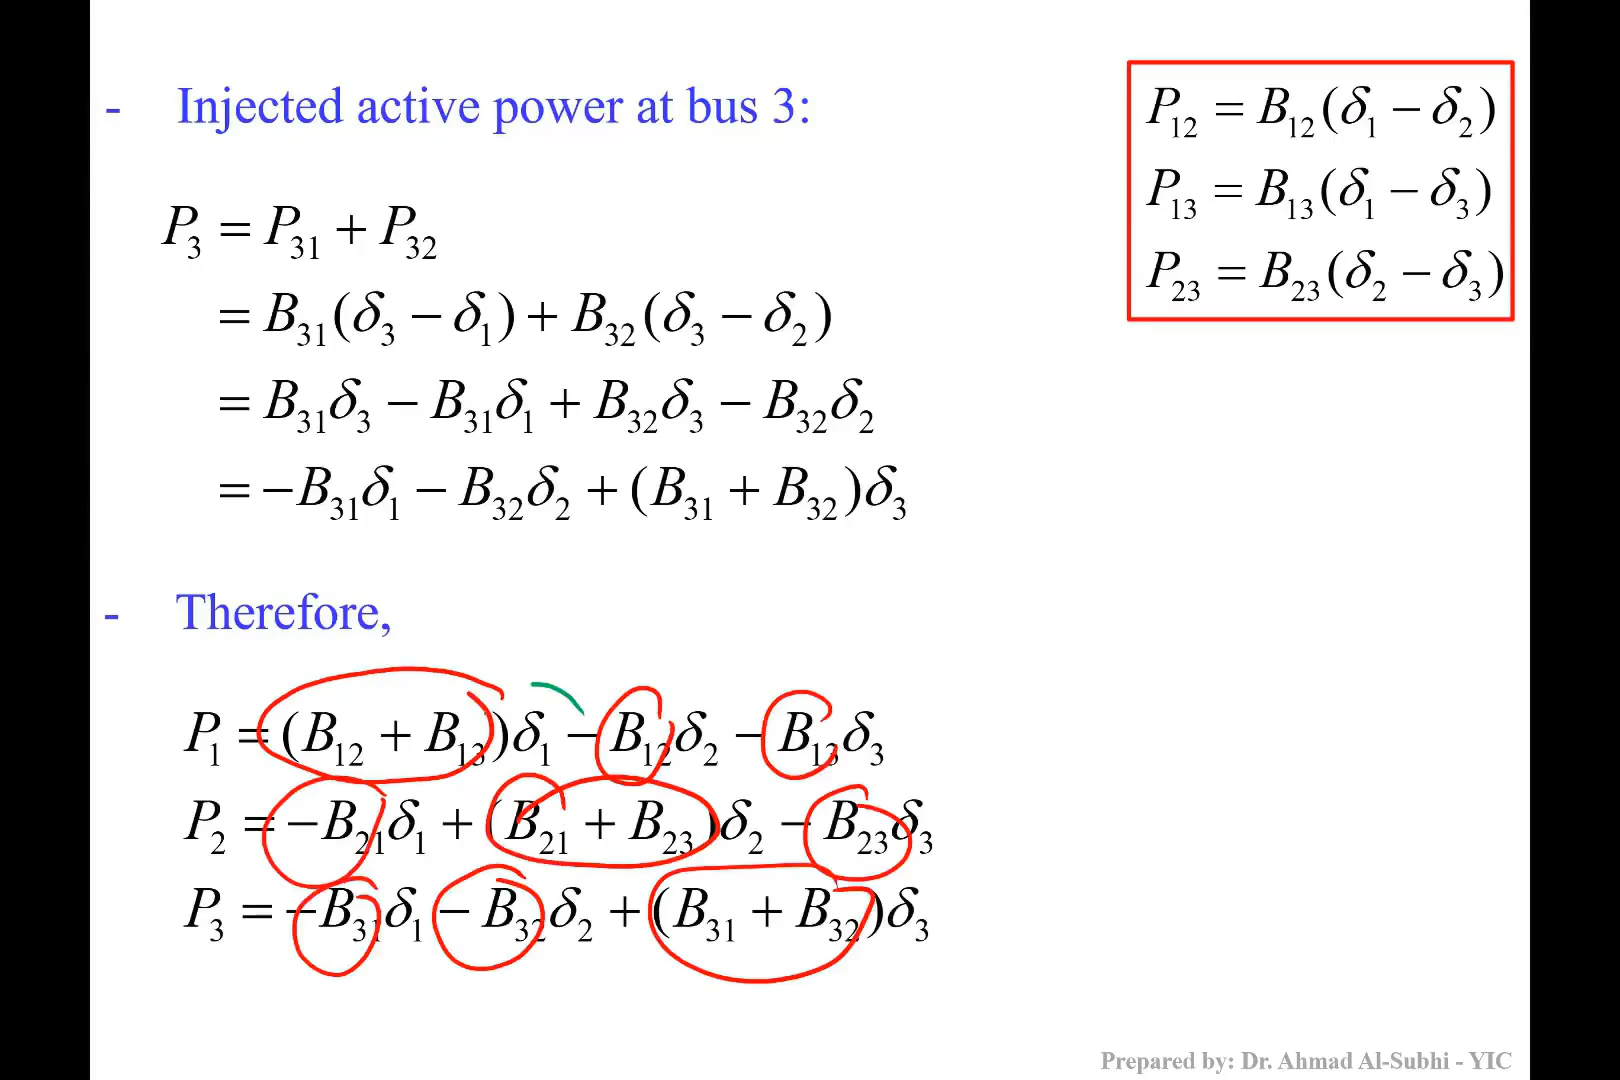 - Injected active power at bus 3:
P₁₂ = B₁₂(δ₁ − δ₂)
P₁₃ = B₁₃(δ₁ − δ₃)
P₂₃ = B₂₃(δ₂ − δ₃)
P₃ = P₃₁ + P₃₂
= B₃₁(δ₃ − δ₁) + B₃₂(δ₃ − δ₂)
= B₃₁δ₃ − B₃₁δ₁ + B₃₂δ₃ − B₃₂δ₂
= −B₃₁δ₁ − B₃₂δ₂ + (B₃₁ + B₃₂)δ₃
- Therefore,
P₁ = (B₁₂ + B₁₃)δ₁ − B₁₂δ₂ − B₁₃δ₃
P₂ = −B₂₁δ₁ + (B₂₁ + B₂₃)δ₂ − B₂₃δ₃
P₃ = −B₃₁δ₁ − B₃₂δ₂ + (B₃₁ + B₃₂)δ₃
Prepared by: Dr. Ahmad Al-Subhi - YIC